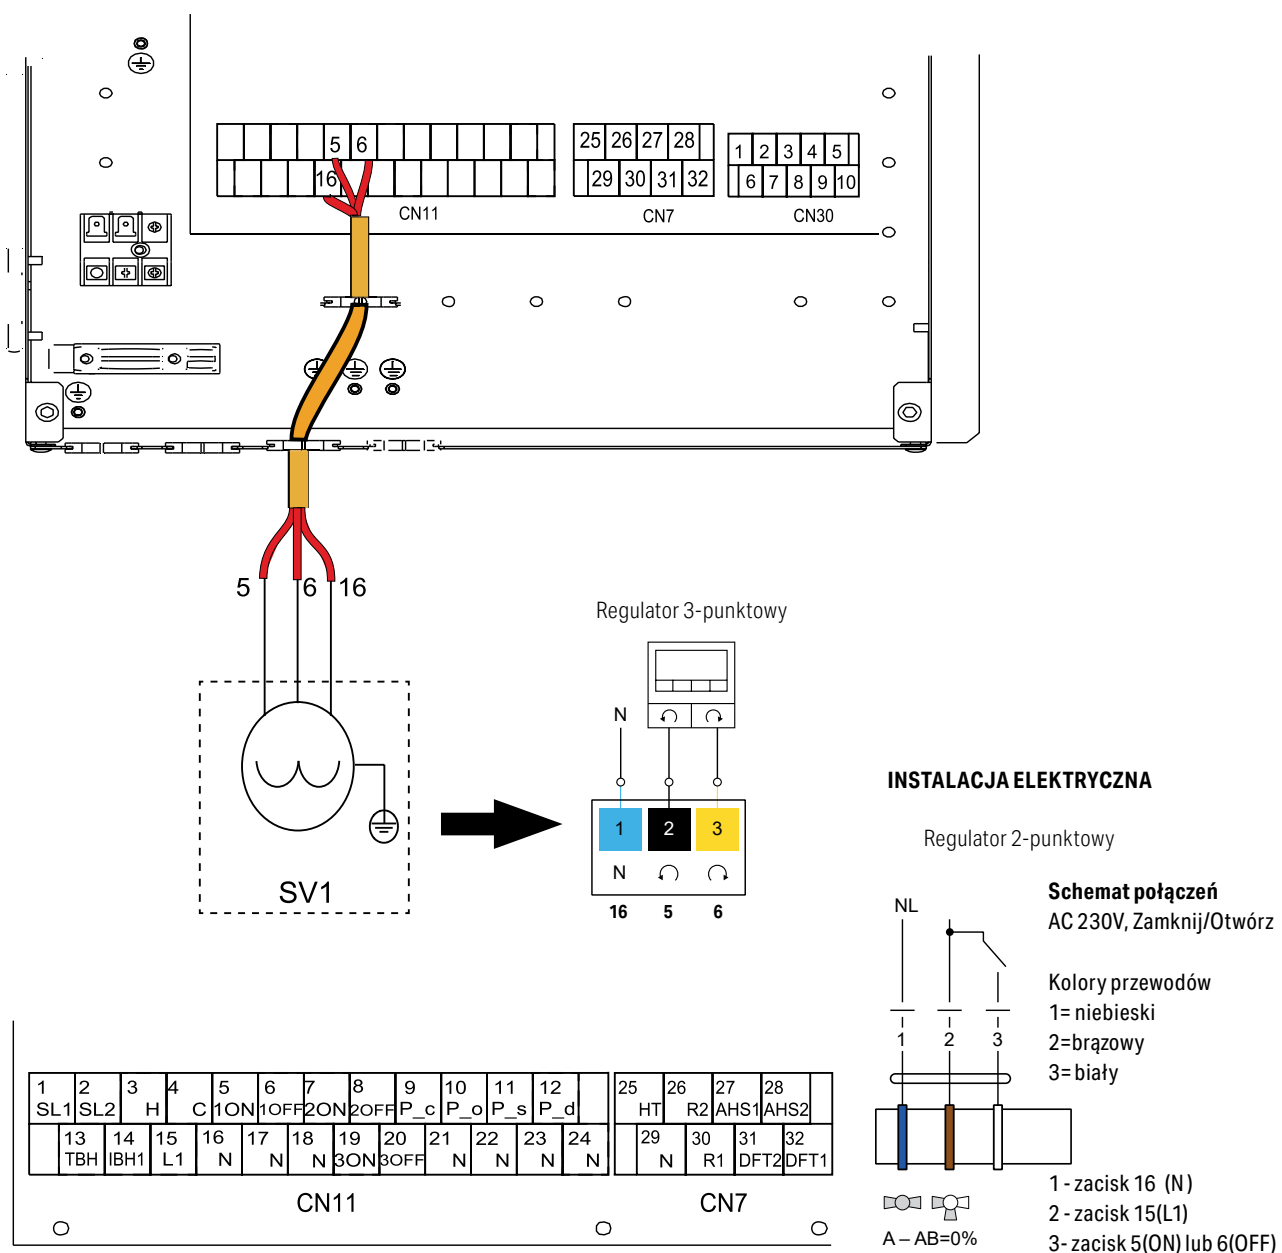 5 6
16
CN11
25 26 27 28
29 30 31 32
CN7
1 2 3 4 5
6 7 8 9 10
CN30
5 6 16
SV1
Regulator 3-punktowy
N
1 2 3
N
16 5 6
INSTALACJA ELEKTRYCZNA
Regulator 2-punktowy
Schemat połączeń
AC 230V, Zamknij/Otwórz
Kolory przewodów
1= niebieski
2=brązowy
3= biały
NL
1 2 3
1 - zacisk 16 (N)
2 - zacisk 15(L1)
3- zacisk 5(ON) lub 6(OFF)
A – AB=0%
1 2 3 4 5 6 7 8 9 10 11 12
SL1 SL2 H C 1ON 1OFF 2ON 2OFF P_c P_o P_s P_d
13 14 15 16 17 18 19 20 21 22 23 24
TBH IBH1 L1 N N N 3ON 3OFF N N N N
CN11
25 26 27 28
HT R2 AHS1 AHS2
29 30 31 32
N R1 DFT2 DFT1
CN7